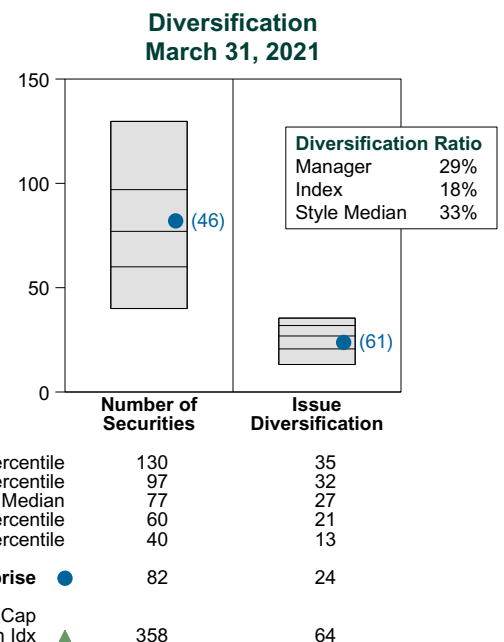 Diversification
March 31, 2021
150
100
50
0
(46)
(61)
Diversification Ratio
Manager 29%
Index 18%
Style Median 33%
Number of
Securities
Issue
Diversification
ercentile 130 35
ercentile 97 32
Median 77 27
ercentile 60 21
ercentile 40 13
rise 82 24
Cap
Idx 358 64